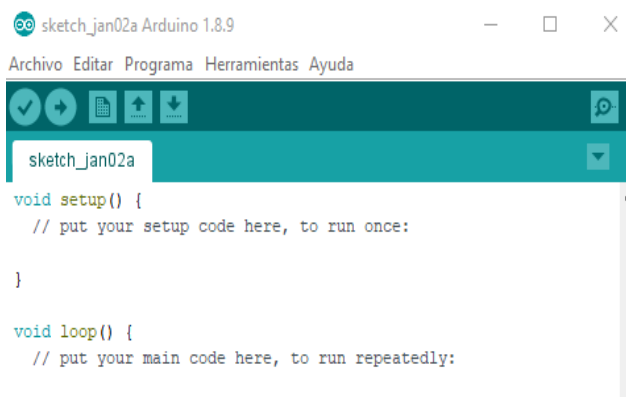 sketch_jan02a Arduino 1.8.9
Archivo Editar Programa Herramientas Ayuda
sketch_jan02a
void setup() {
  // put your setup code here, to run once:
}
void loop() {
  // put your main code here, to run repeatedly: